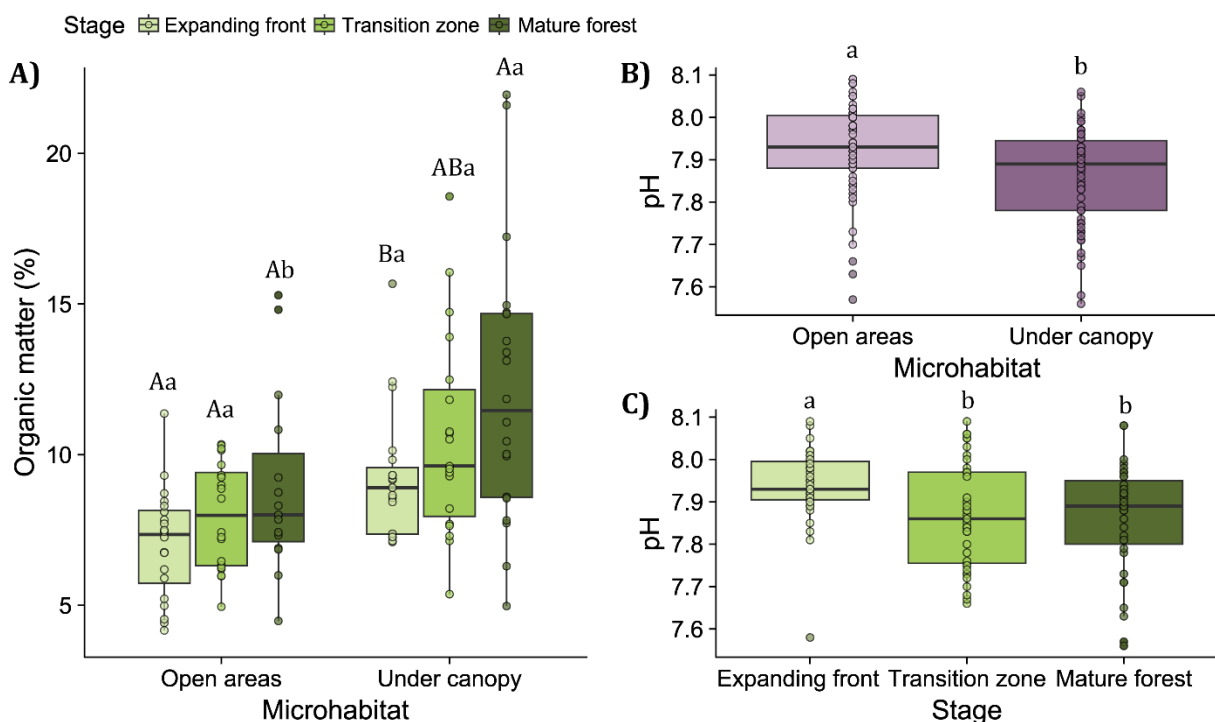 Stage Expanding front Transition zone Mature forest
A)
Organic matter (%)
20
15
10
5
Aa
Aa
Ab
Ba
ABa
Aa
Open areas Under canopy
Microhabitat
B)
pH
8.1
8.0
7.9
7.8
7.7
7.6
a b
Open areas Under canopy
Microhabitat
C)
pH
8.1
8.0
7.9
7.8
7.7
7.6
a b b
Expanding front Transition zone Mature forest
Stage